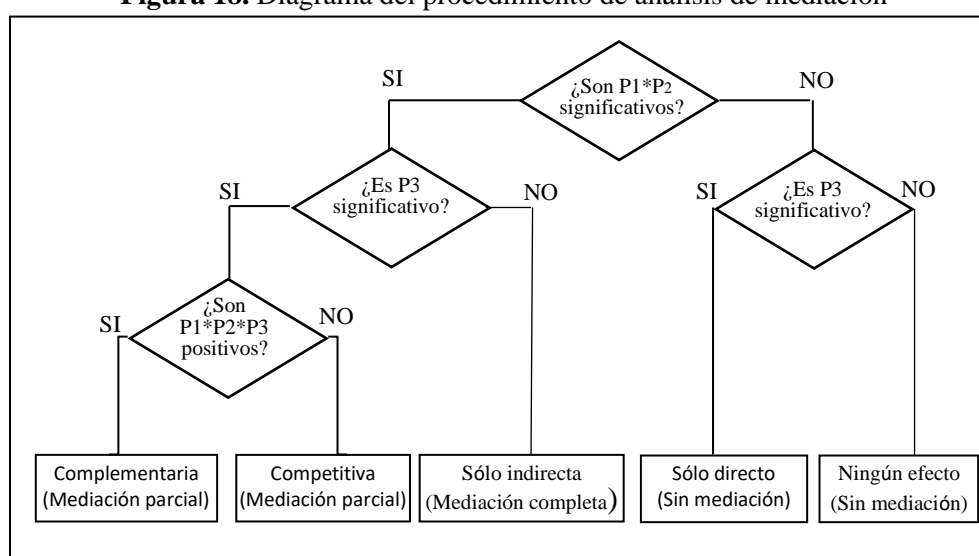 Figura 18. Diagrama del procedimiento de análisis de mediación
SI
¿Son P1*P2
significativos?
NO
SI
¿Es P3
significativo?
NO
SI
¿Es P3
significativo?
NO
SI
¿Son
P1*P2*P3
positivos?
NO
Complementaria
(Mediación parcial)
Competitiva
(Mediación parcial)
Sólo indirecta
(Mediación completa)
Sólo directo
(Sin mediación)
Ningún efecto
(Sin mediación)